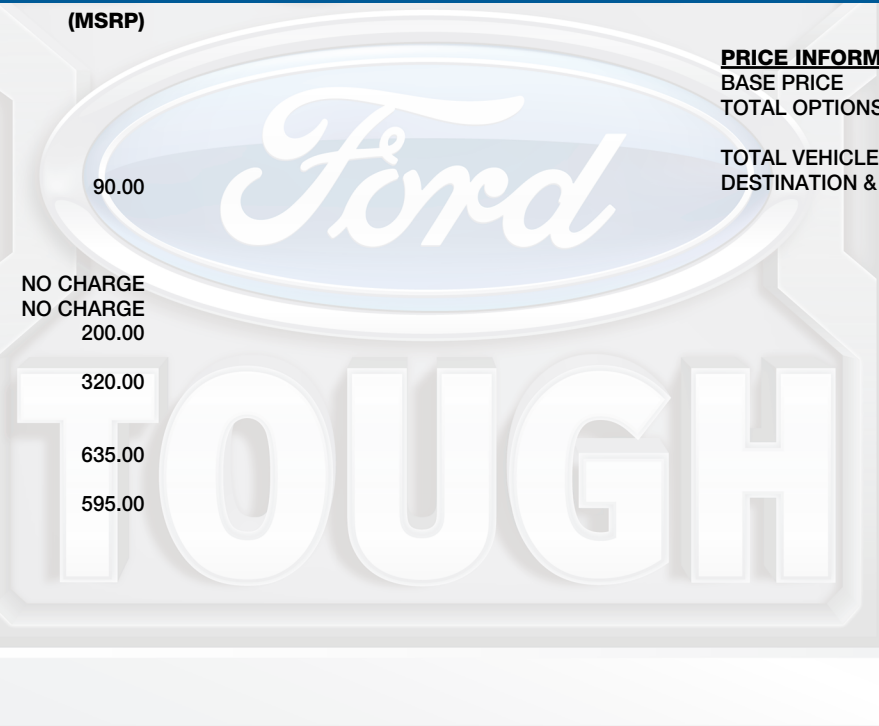 (MSRP)
90.00
NO CHARGE
NO CHARGE
200.00
320.00
635.00
595.00
PRICE INFORM
BASE PRICE
TOTAL OPTIONS
TOTAL VEHICLE
DESTINATION &
Ford
TOUGH